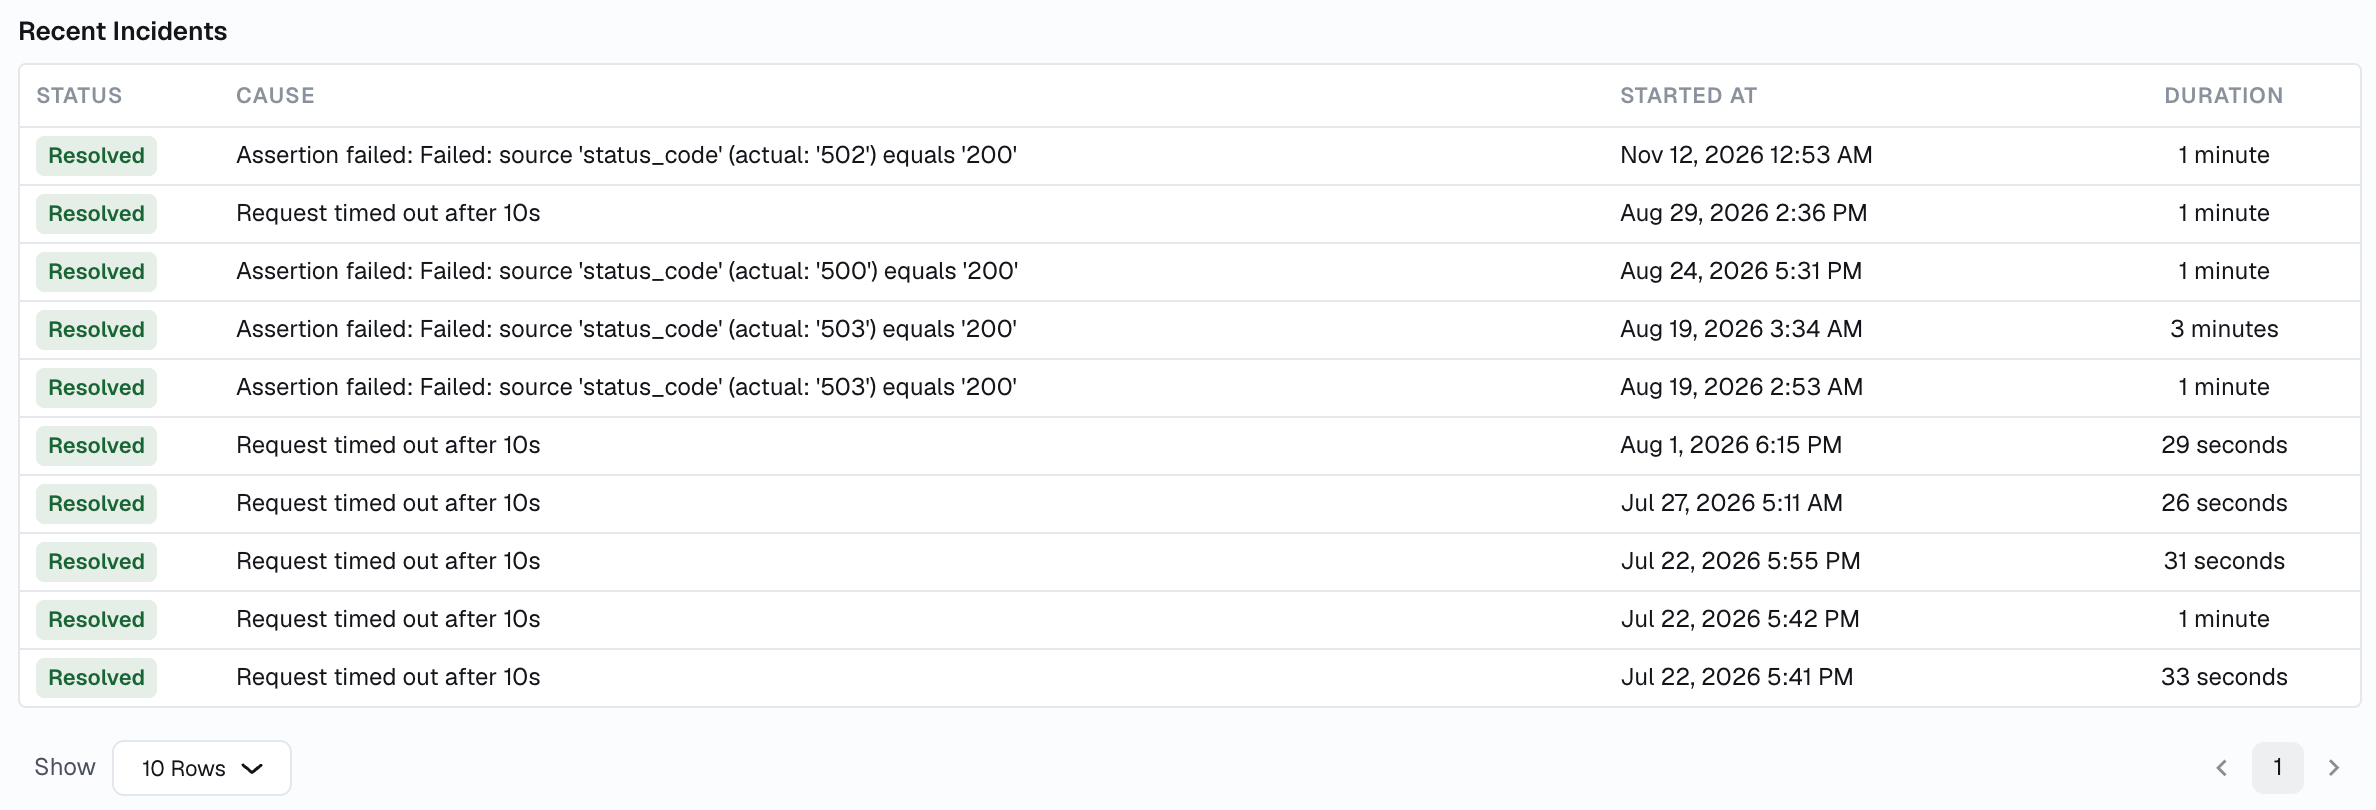 Recent Incidents
STATUS CAUSE STARTED AT DURATION
Resolved Assertion failed: Failed: source 'status_code' (actual: '502') equals '200' Nov 12, 2026 12:53 AM 1 minute
Resolved Request timed out after 10s Aug 29, 2026 2:36 PM 1 minute
Resolved Assertion failed: Failed: source 'status_code' (actual: '500') equals '200' Aug 24, 2026 5:31 PM 1 minute
Resolved Assertion failed: Failed: source 'status_code' (actual: '503') equals '200' Aug 19, 2026 3:34 AM 3 minutes
Resolved Assertion failed: Failed: source 'status_code' (actual: '503') equals '200' Aug 19, 2026 2:53 AM 1 minute
Resolved Request timed out after 10s Aug 1, 2026 6:15 PM 29 seconds
Resolved Request timed out after 10s Jul 27, 2026 5:11 AM 26 seconds
Resolved Request timed out after 10s Jul 22, 2026 5:55 PM 31 seconds
Resolved Request timed out after 10s Jul 22, 2026 5:42 PM 1 minute
Resolved Request timed out after 10s Jul 22, 2026 5:41 PM 33 seconds
Show 10 Rows 1